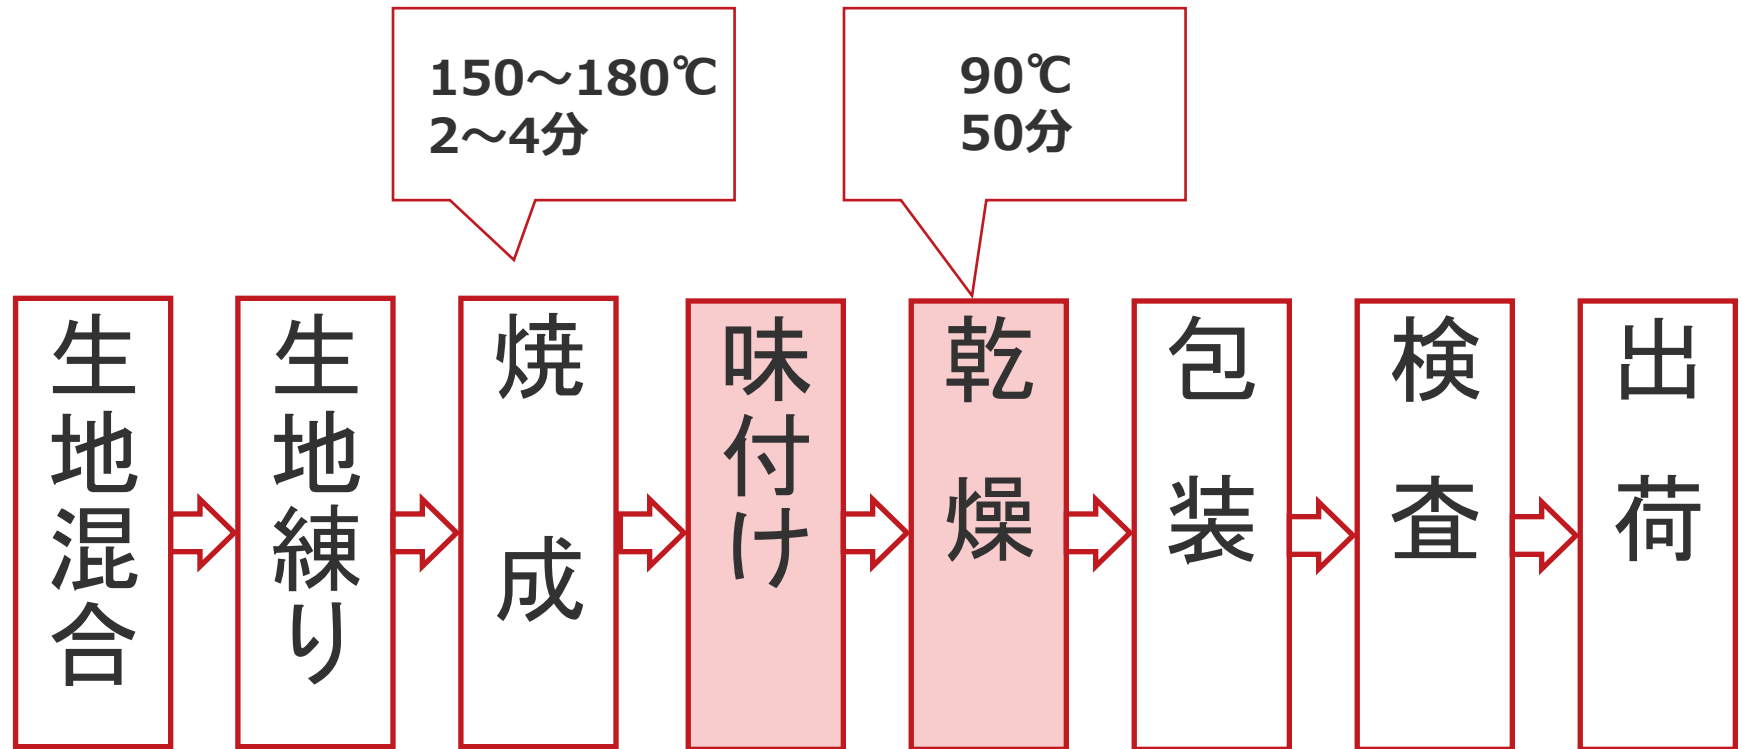 150～180℃
2～4分
90℃
50分
生地混合
生地練り
焼成
味付け
乾燥
包装
検査
出荷